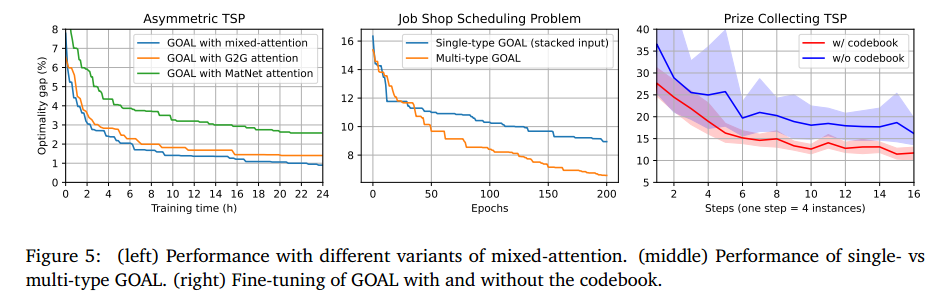 Asymmetric TSP
8
7
6
5
4
3
2
1
0
Optimality gap (%)
GOAL with mixed-attention
GOAL with G2G attention
GOAL with MatNet attention
0 2 4 6 8 10 12 14 16 18 20 22 24
Training time (h)
Job Shop Scheduling Problem
16
14
12
10
8
Single-type GOAL (stacked input)
Multi-type GOAL
0 50 100 150 200
Epochs
Prize Collecting TSP
40
35
30
25
20
15
10
5
w/ codebook
w/o codebook
2 4 6 8 10 12 14 16
Steps (one step = 4 instances)
Figure 5: (left) Performance with different variants of mixed-attention. (middle) Performance of single- vs
multi-type GOAL. (right) Fine-tuning of GOAL with and without the codebook.